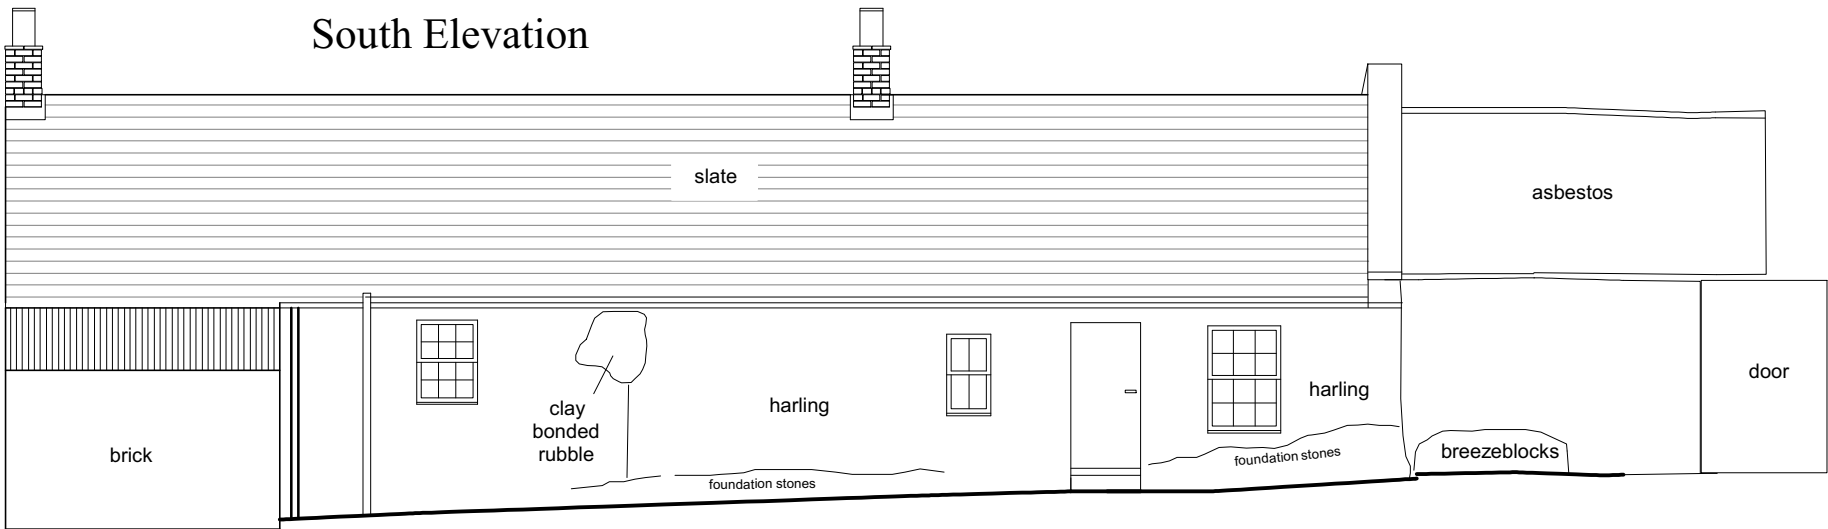 South Elevation
slate
asbestos
door
harling
harling
clay
bonded
rubble
brick
breezeblocks
foundation stones
foundation stones